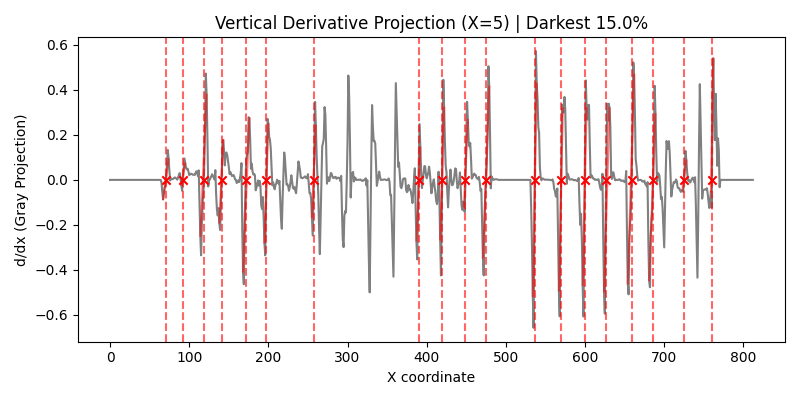 Vertical Derivative Projection (X=5) | Darkest 15.0%
d/dx (Gray Projection)
0.6
0.4
0.2
0.0
−0.2
−0.4
−0.6
0 100 200 300 400 500 600 700 800
X coordinate